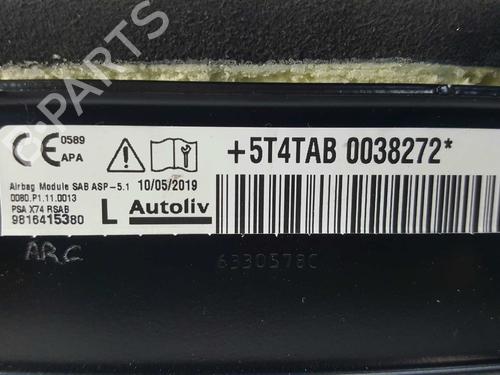 B-Parts
CE 0589
APA
+5T4TAB 0038272*
Airbag Module SAB ASP-5.1 10/05/2019
0080.P1.11.0013
PSA X74 RSAB
9816415380
L Autoliv
ARC
6330578C